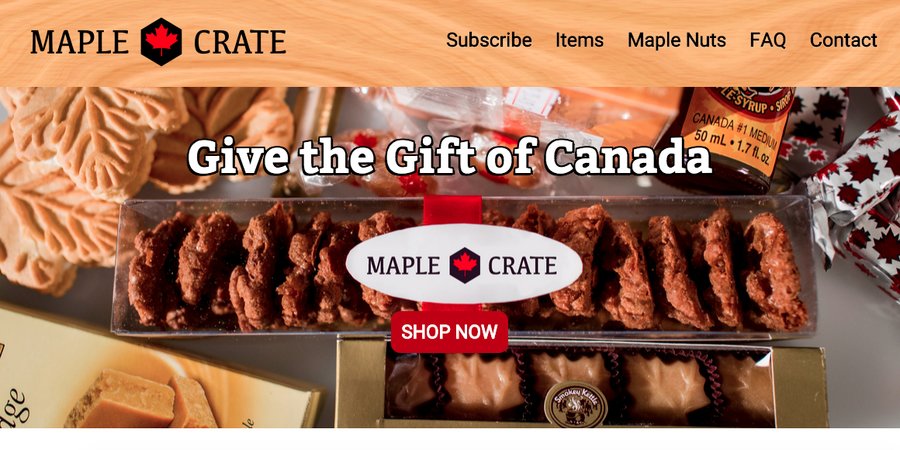 MAPLE CRATE
Subscribe Items Maple Nuts FAQ Contact
Give the Gift of Canada
SYRUP • SIROP
CANADA #1 MEDIUM
50 mL • 1.7 fl. oz.
MAPLE CRATE
SHOP NOW
Smokey Kettle